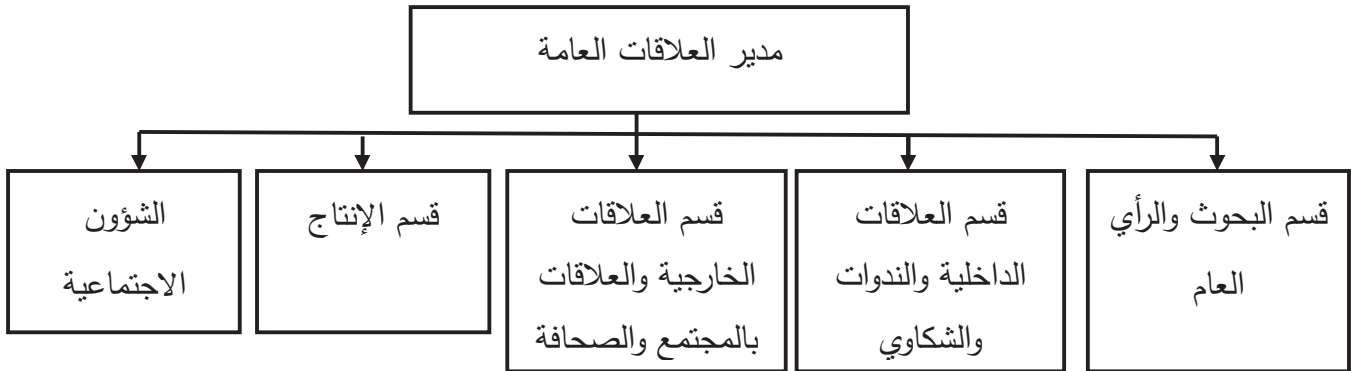 مدير العلاقات العامة
قسم البحوث والرأي
العام
قسم العلاقات
الداخلية والندوات
والشكاوي
قسم العلاقات
الخارجية والعلاقات
بالمجتمع والصحافة
قسم الإنتاج
الشؤون
الاجتماعية